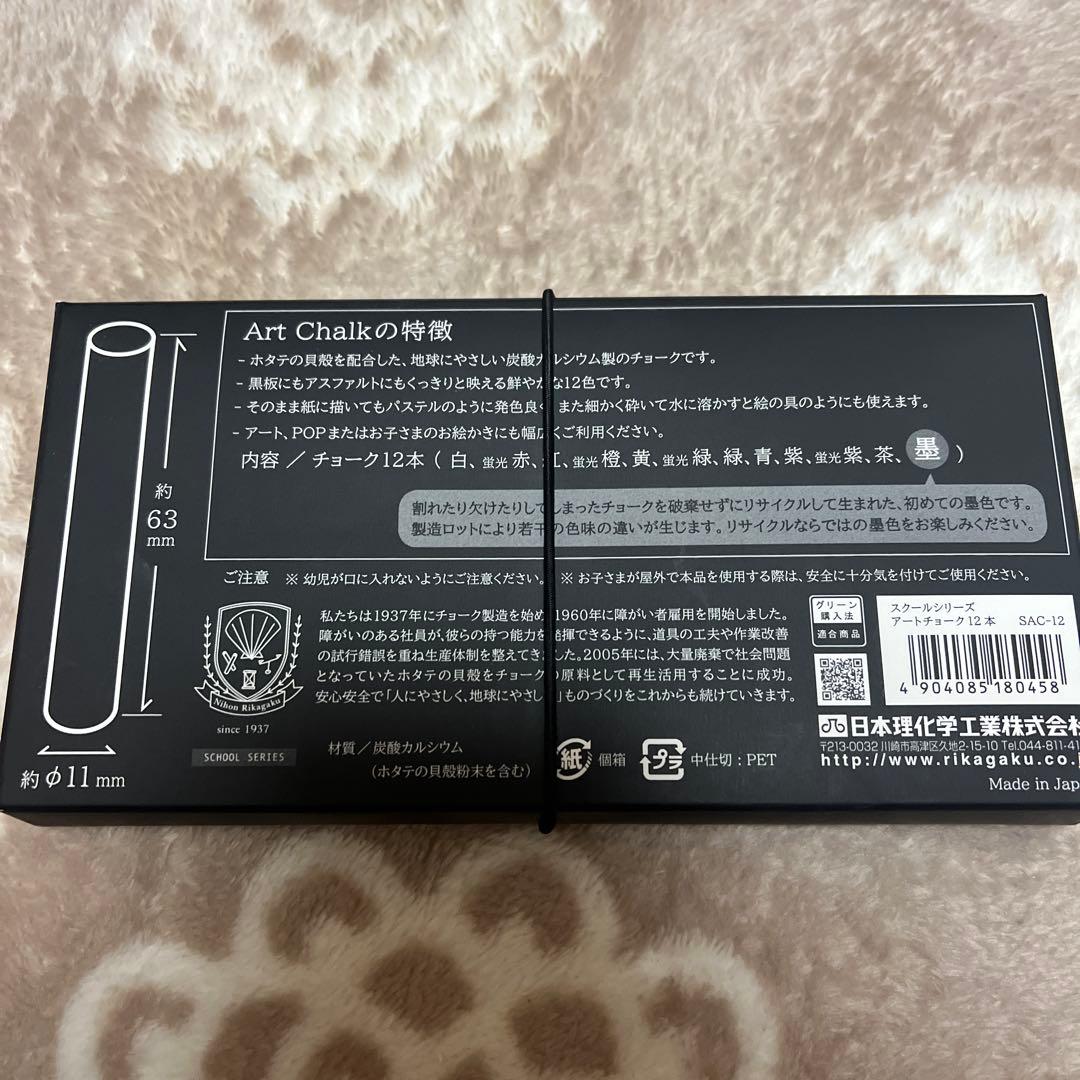 Art Chalkの特徴
- ホタテの貝殻を配合した、地球にやさしい炭酸カルシウム製のチョークです。
- 黒板にもアスファルトにもくっきりと映える鮮やかな12色です。
- そのまま紙に描いてもパステルのように発色良く、また細かく砕いて水に溶かすと絵の具のようにも使えます。
- アート、POPまたはお子さまのお絵かきにも幅広くご利用ください。
内容 ／ チョーク12本 ( 白、蛍光 赤、紅、蛍光 橙、黄、蛍光 緑、緑、青、紫、蛍光 紫、茶、墨 )
割れたり欠けたりしてしまったチョークを破棄せずにリサイクルして生まれた、初めての墨色です。
製造ロットにより若干の色味の違いが生じます。リサイクルならではの墨色をお楽しみください。
約
63
mm
約 φ11 mm
ご注意 ※ 幼児が口に入れないようにご注意ください。 ※ お子さまが屋外で本品を使用する際は、安全に十分気を付けてご使用ください。
Nihon Rikagaku
since 1937
SCHOOL SERIES
私たちは1937年にチョーク製造を始め、1960年に障がい者雇用を開始しました。
障がいのある社員が、彼らの持つ能力を発揮できるように、道具の工夫や作業改善
の試行錯誤を重ね生産体制を整えてきました。2005年には、大量廃棄で社会問題
となっていたホタテの貝殻をチョークの原料として再生活用することに成功。
安心安全で「人にやさしく、地球にやさしい」ものづくりをこれからも続けていきます。
材質／炭酸カルシウム
（ホタテの貝殻粉末を含む）
紙 個箱
プラ 中仕切：PET
グリーン
購入法
適合商品
スクールシリーズ
アートチョーク12本 SAC-12
4 904085 180458
日本理化学工業株式会
〒213-0032 川崎市高津区久地2-15-10 Tel.044-811-41
http://www.rikagaku.co.j
Made in Jap